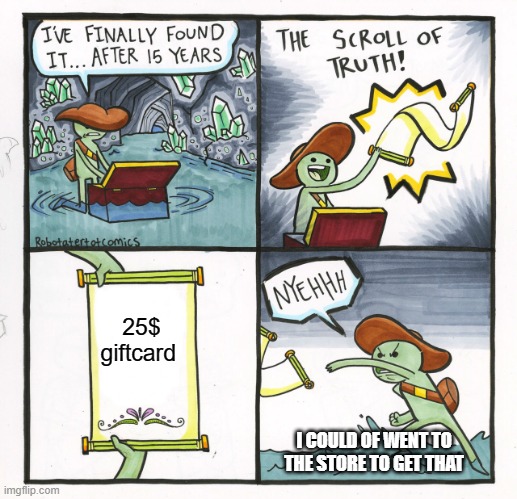 I'VE FINALLY FOUND
IT... AFTER 15 YEARS
THE SCROLL OF
TRUTH!
Robotatertotcomics
25$
giftcard
NYEHHH
I COULD OF WENT TO
THE STORE TO GET THAT
imgflip.com